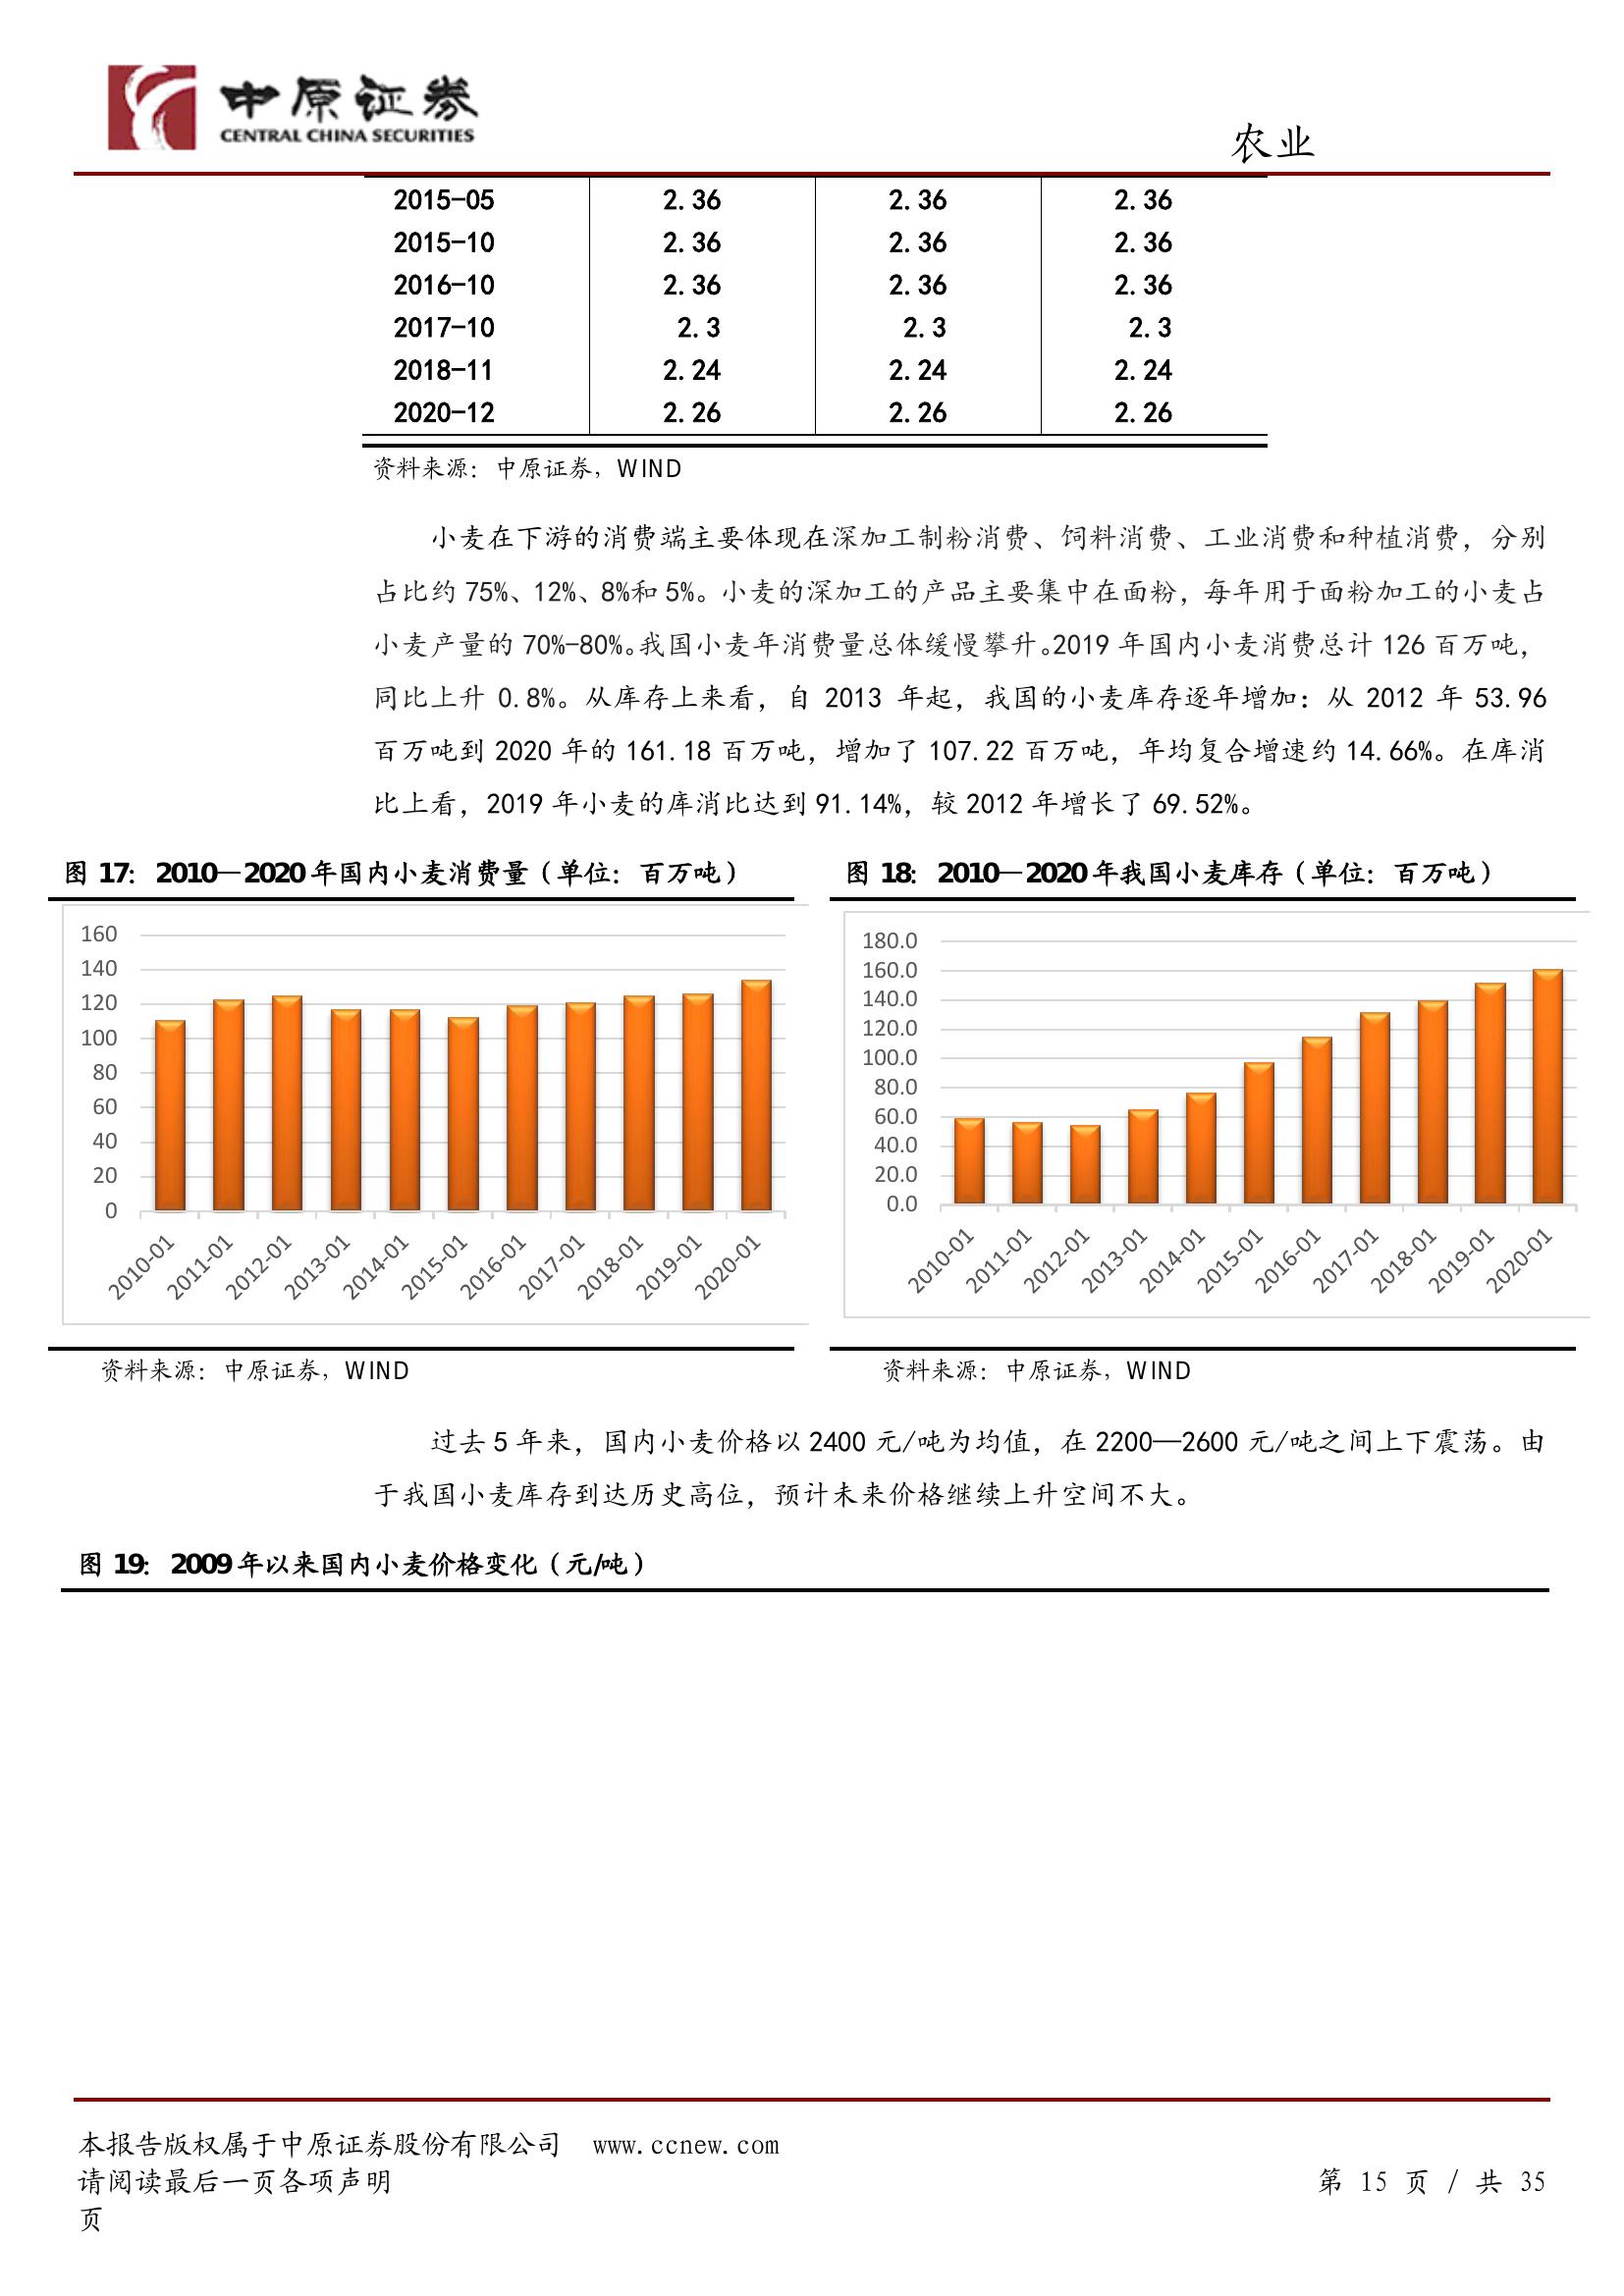 中原证券
CENTRAL CHINA SECURITIES
农业
2015-05 2.36 2.36 2.36
2015-10 2.36 2.36 2.36
2016-10 2.36 2.36 2.36
2017-10 2.3 2.3 2.3
2018-11 2.24 2.24 2.24
2020-12 2.26 2.26 2.26
资料来源：中原证券，WIND
小麦在下游的消费端主要体现在深加工制粉消费、饲料消费、工业消费和种植消费，分别
占比约 75%、12%、8%和 5%。小麦的深加工的产品主要集中在面粉，每年用于面粉加工的小麦占
小麦产量的 70%-80%。我国小麦年消费量总体缓慢攀升。2019 年国内小麦消费总计 126 百万吨，
同比上升 0.8%。从库存上来看，自 2013 年起，我国的小麦库存逐年增加：从 2012 年 53.96
百万吨到 2020 年的 161.18 百万吨，增加了 107.22 百万吨，年均复合增速约 14.66%。在库消
比上看，2019 年小麦的库消比达到 91.14%，较 2012 年增长了 69.52%。
图 17： 2010—2020 年国内小麦消费量（单位：百万吨）
160
140
120
100
80
60
40
20
0
2010-01 2011-01 2012-01 2013-01 2014-01 2015-01 2016-01 2017-01 2018-01 2019-01 2020-01
资料来源：中原证券，WIND
图 18： 2010—2020 年我国小麦库存（单位：百万吨）
180.0
160.0
140.0
120.0
100.0
80.0
60.0
40.0
20.0
0.0
2010-01 2011-01 2012-01 2013-01 2014-01 2015-01 2016-01 2017-01 2018-01 2019-01 2020-01
资料来源：中原证券，WIND
过去 5 年来，国内小麦价格以 2400 元/吨为均值，在 2200—2600 元/吨之间上下震荡。由
于我国小麦库存到达历史高位，预计未来价格继续上升空间不大。
图 19： 2009 年以来国内小麦价格变化（元/吨）
本报告版权属于中原证券股份有限公司 www.ccnew.com
请阅读最后一页各项声明 第 15 页 / 共 35
页